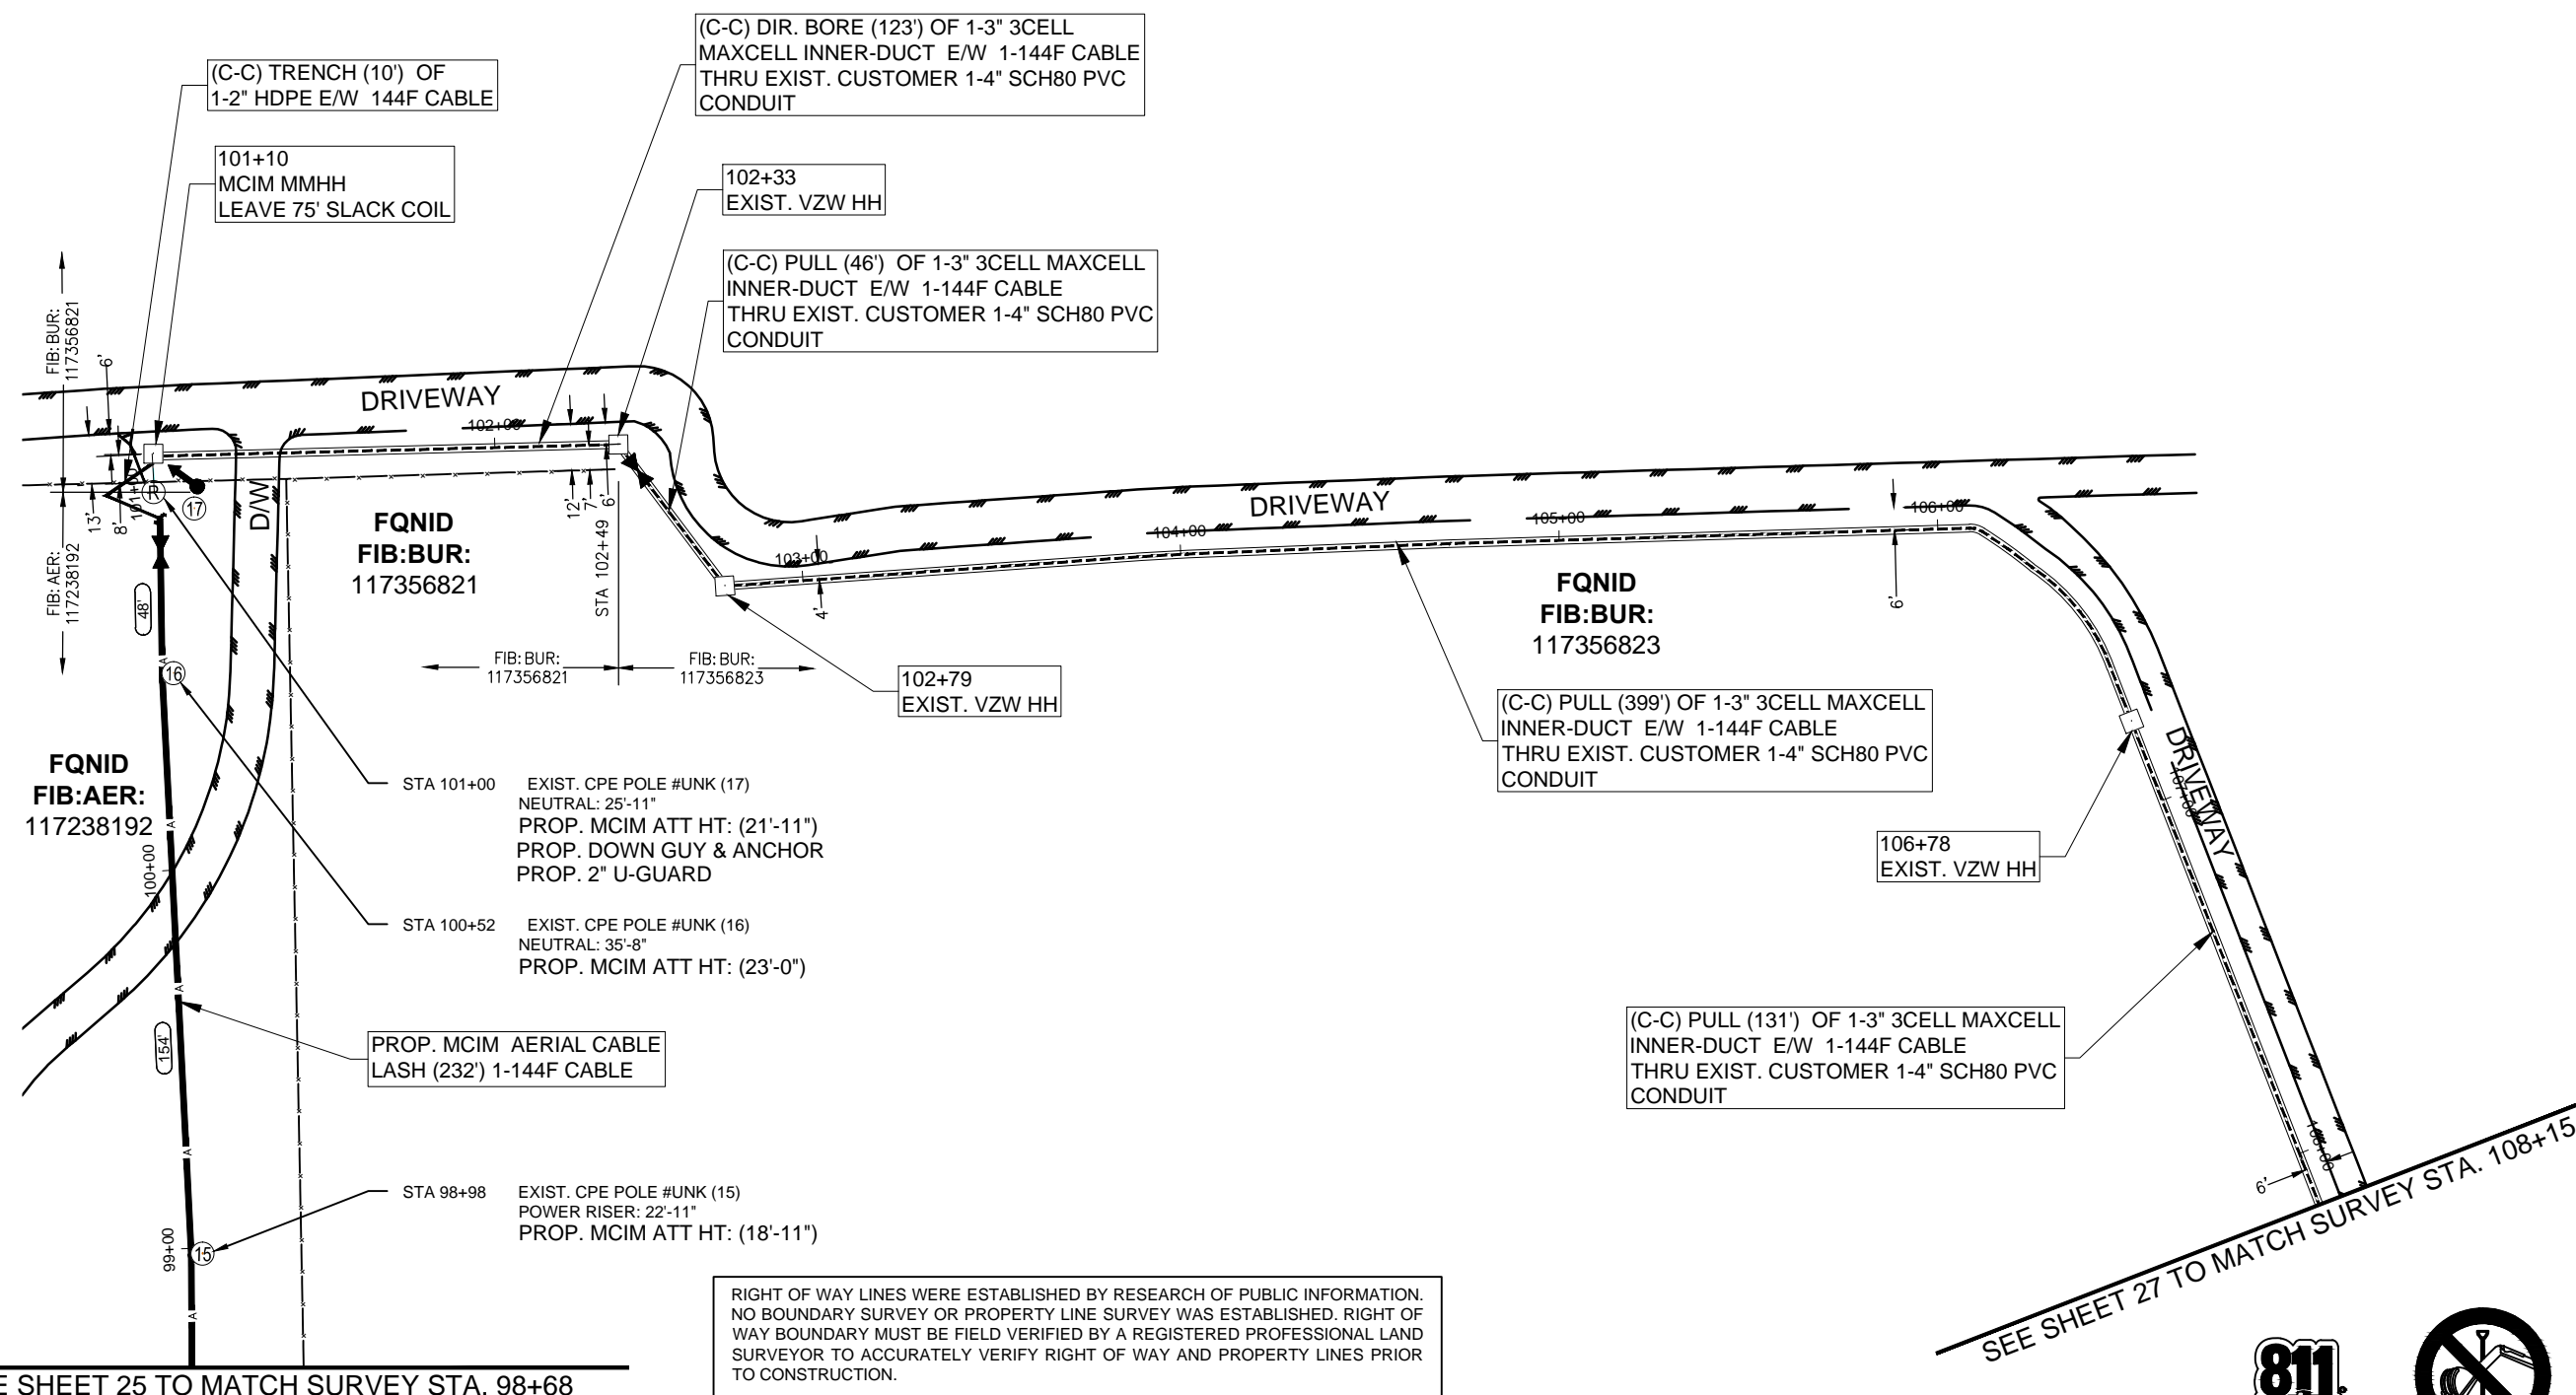 (C-C) DIR. BORE (123') OF 1-3" 3CELL
MAXCELL INNER-DUCT E/W 1-144F CABLE
THRU EXIST. CUSTOMER 1-4" SCH80 PVC
CONDUIT
(C-C) TRENCH (10') OF
1-2" HDPE E/W 144F CABLE
101+10
MCIM MMHH
LEAVE 75' SLACK COIL
102+33
EXIST. VZW HH
(C-C) PULL (46') OF 1-3" 3CELL MAXCELL
INNER-DUCT E/W 1-144F CABLE
THRU EXIST. CUSTOMER 1-4" SCH80 PVC
CONDUIT
FIB:BUR:
117356821
6'
DRIVEWAY
102+00
13'
8'
R
17
D/W
12'
7'
6'
FIB:AER:
117238192
FQNID
FIB:BUR:
117356821
STA 102+49
DRIVEWAY
103+00
104+00
105+00
106+00
4'
6'
48'
16
FIB:BUR:
117356821
FIB:BUR:
117356823
102+79
EXIST. VZW HH
FQNID
FIB:BUR:
117356823
(C-C) PULL (399') OF 1-3" 3CELL MAXCELL
INNER-DUCT E/W 1-144F CABLE
THRU EXIST. CUSTOMER 1-4" SCH80 PVC
CONDUIT
DRIVEWAY
107+00
FQNID
FIB:AER:
117238192
STA 101+00 EXIST. CPE POLE #UNK (17)
NEUTRAL: 25'-11"
PROP. MCIM ATT HT: (21'-11")
PROP. DOWN GUY & ANCHOR
PROP. 2" U-GUARD
106+78
EXIST. VZW HH
100+00
STA 100+52 EXIST. CPE POLE #UNK (16)
NEUTRAL: 35'-8"
PROP. MCIM ATT HT: (23'-0")
154'
PROP. MCIM AERIAL CABLE
LASH (232') 1-144F CABLE
(C-C) PULL (131') OF 1-3" 3CELL MAXCELL
INNER-DUCT E/W 1-144F CABLE
THRU EXIST. CUSTOMER 1-4" SCH80 PVC
CONDUIT
108+00
6'
STA 98+98 EXIST. CPE POLE #UNK (15)
POWER RISER: 22'-11"
PROP. MCIM ATT HT: (18'-11")
99+00
15
SEE SHEET 27 TO MATCH SURVEY STA. 108+15
RIGHT OF WAY LINES WERE ESTABLISHED BY RESEARCH OF PUBLIC INFORMATION.
NO BOUNDARY SURVEY OR PROPERTY LINE SURVEY WAS ESTABLISHED. RIGHT OF
WAY BOUNDARY MUST BE FIELD VERIFIED BY A REGISTERED PROFESSIONAL LAND
SURVEYOR TO ACCURATELY VERIFY RIGHT OF WAY AND PROPERTY LINES PRIOR
TO CONSTRUCTION.
E SHEET 25 TO MATCH SURVEY STA. 98+68
811